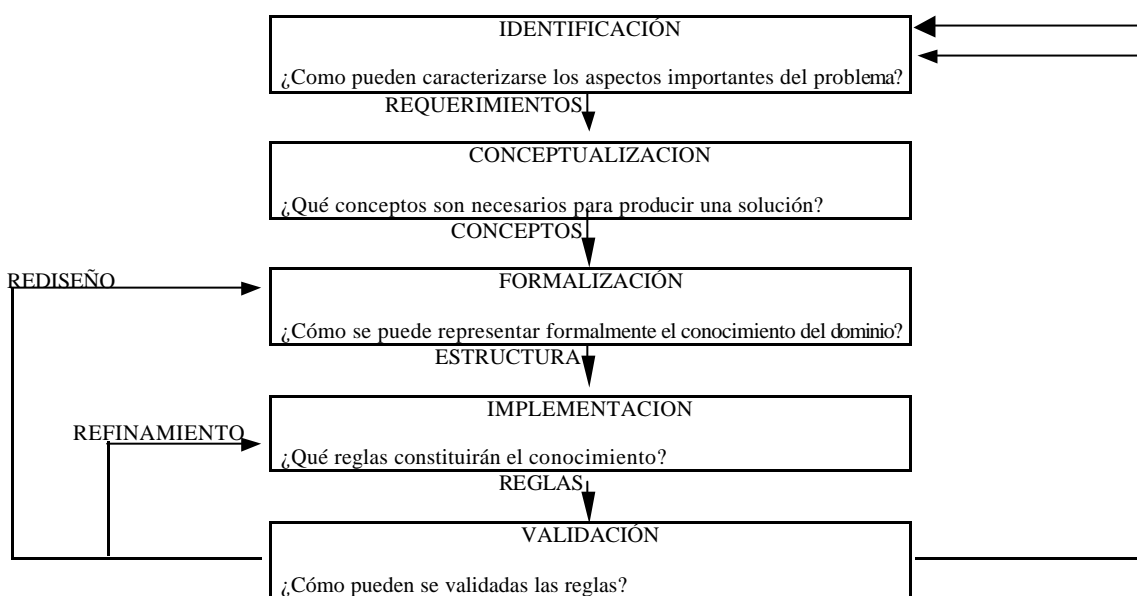 IDENTIFICACIÓN
¿Como pueden caracterizarse los aspectos importantes del problema?
REQUERIMIENTOS
CONCEPTUALIZACION
¿Qué conceptos son necesarios para producir una solución?
CONCEPTOS
REDISEÑO
FORMALIZACIÓN
¿Cómo se puede representar formalmente el conocimiento del dominio?
ESTRUCTURA
IMPLEMENTACION
REFINAMIENTO
¿Qué reglas constituirán el conocimiento?
REGLAS
VALIDACIÓN
¿Cómo pueden se validadas las reglas?